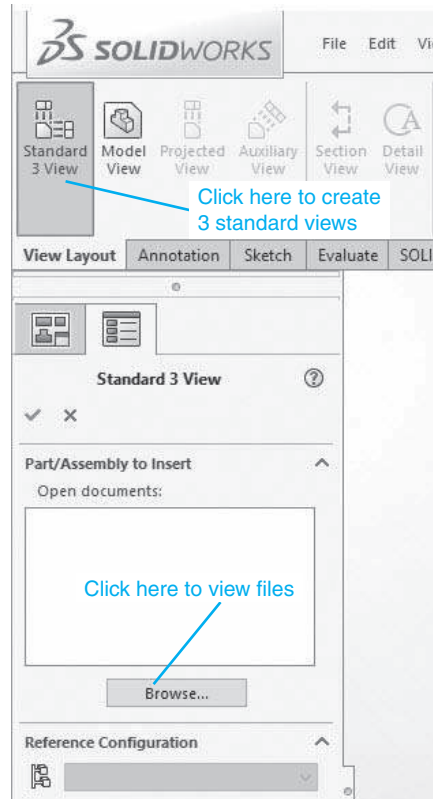 SOLIDWORKS File Edit
Standard 3 View
Model View
Projected View
Auxiliary View
Section View
Detail View
Click here to create
3 standard views
View Layout Annotation Sketch Evaluate
Standard 3 View
Part/Assembly to Insert
Open documents:
Click here to view files
Browse...
Reference Configuration